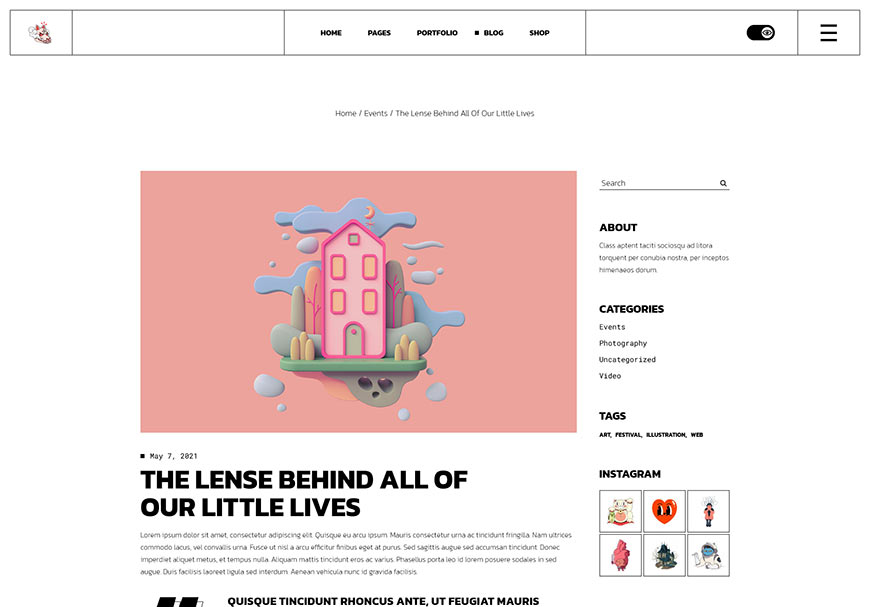 HOME PAGES PORTFOLIO BLOG SHOP
Home / Events / The Lense Behind All Of Our Little Lives
May 7, 2021
THE LENSE BEHIND ALL OF
OUR LITTLE LIVES
Lorem ipsum dolor sit amet, consectetur adipiscing elit. Quisque eu arcu ipsum. Mauris consectetur urna ac tincidunt fringilla. Nam ultrices
commodo lacus, vel convallis urna. Fusce ut nisl a arcu efficitur finibus eget at purus. Sed sagittis augue sed accumsan tincidunt. Donec
imperdiet aliquet metus, et tempus nulla. Aliquam mattis tincidunt eros ac varius. Phasellus porta leo id lorem posuere sodales in sed
augue. Duis facilisis laoreet ligula sed interdum. Aenean vehicula nunc id gravida facilisis.
QUISQUE TINCIDUNT RHONCUS ANTE, UT FEUGIAT MAURIS
Search
ABOUT
Class aptent taciti sociosqu ad litora
torquent per conubia nostra, per inceptos
himenaeos dorum.
CATEGORIES
Events
Photography
Uncategorized
Video
TAGS
ART, FESTIVAL, ILLUSTRATION, WEB
INSTAGRAM